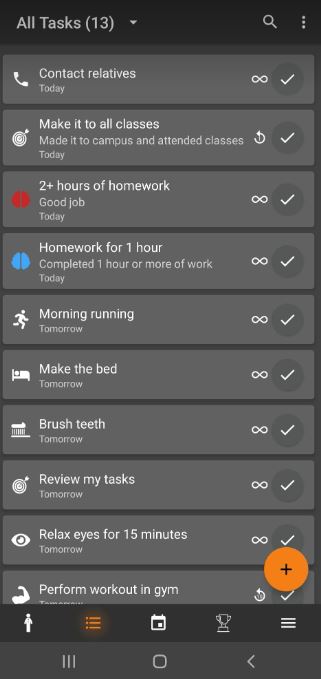 All Tasks (13)
Contact relatives
Today
Make it to all classes
Made it to campus and attended classes
Today
2+ hours of homework
Good job
Today
Homework for 1 hour
Completed 1 hour or more of work
Today
Morning running
Tomorrow
Make the bed
Tomorrow
Brush teeth
Tomorrow
Review my tasks
Tomorrow
Relax eyes for 15 minutes
Tomorrow
Perform workout in gym
Tomorrow